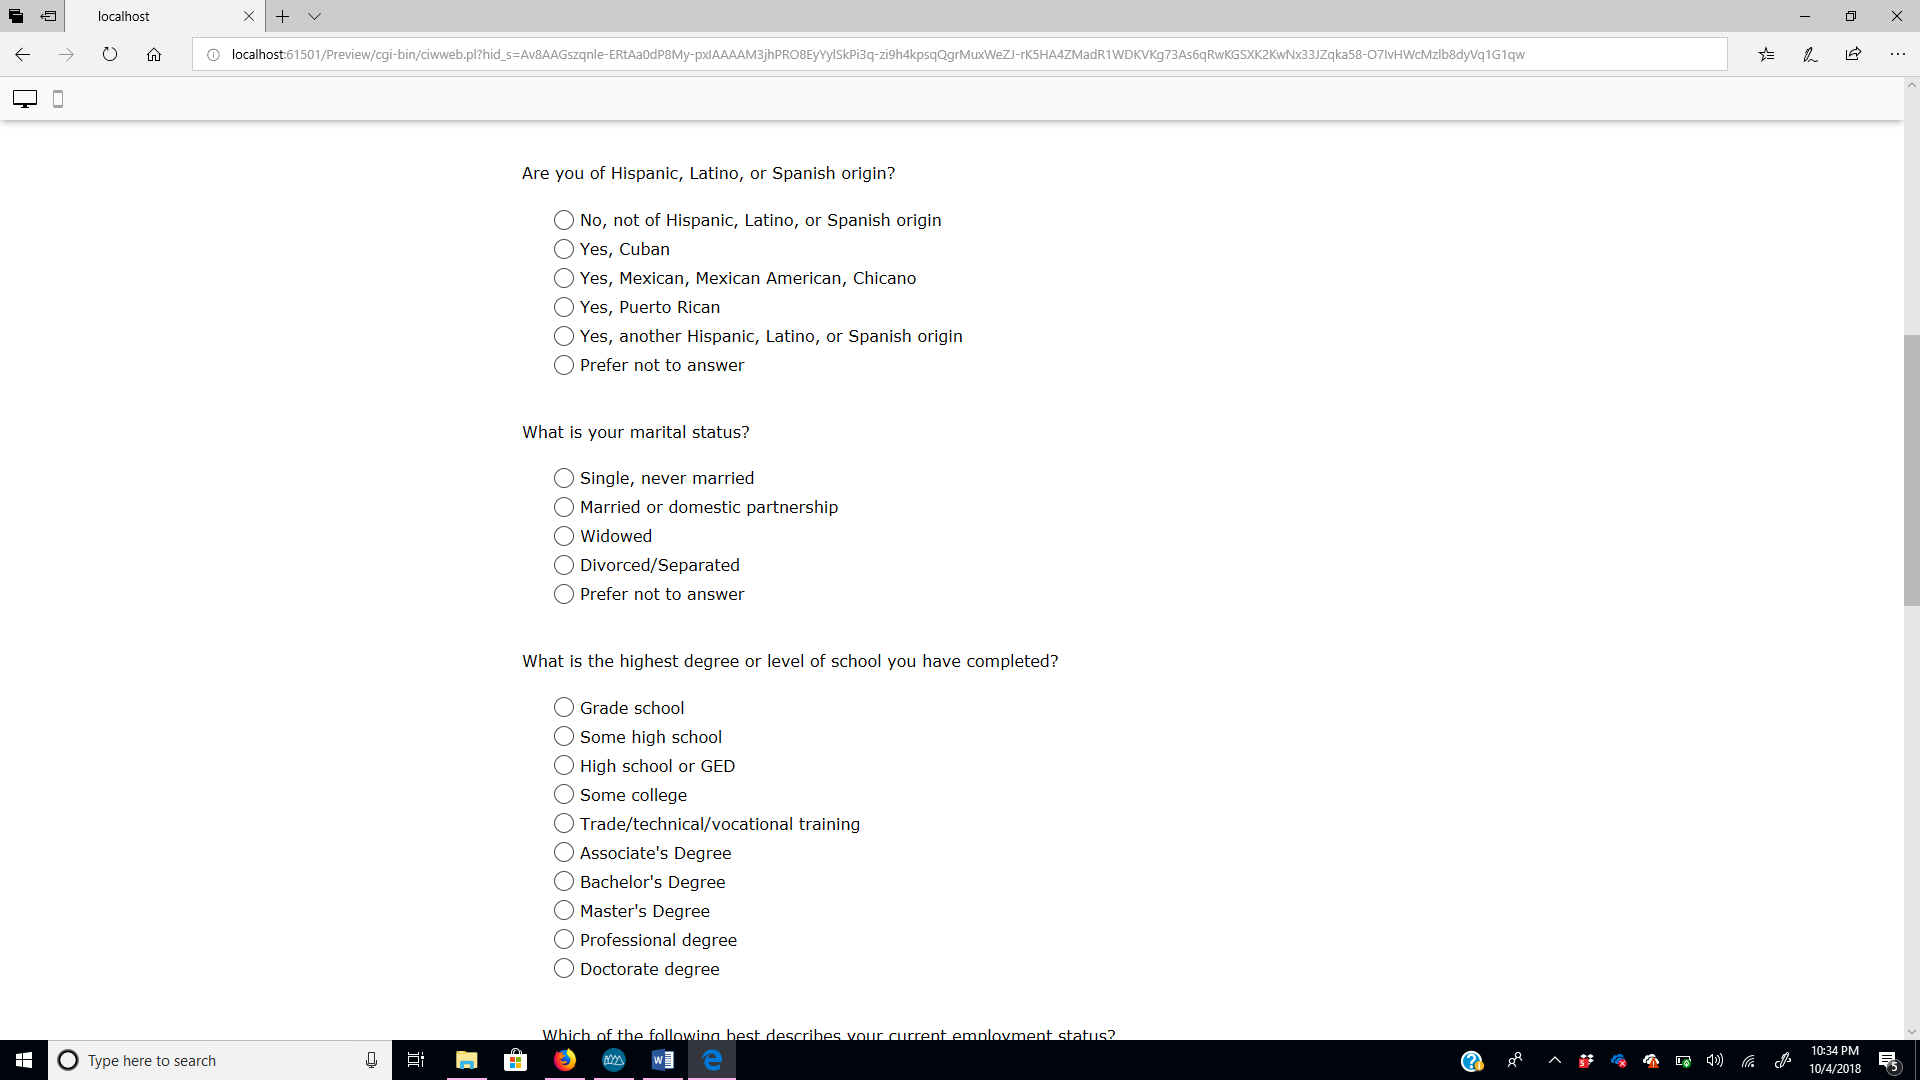 localhost
localhost:61501/Preview/cgi-bin/ciwweb.pl?hid_s=Av8AAGszqnle-ERtAa0dP8My-pxIAAAAM3jhPRO8EyYylSkPi3q-zi9h4kpsqQgrMuxWeZJ-rK5HA4ZMadR1WDKVKg73As6qRwKGSXK2KwNx33JZqka58-O7IvHWcMzlb8dyVq1G1qw
Are you of Hispanic, Latino, or Spanish origin?
No, not of Hispanic, Latino, or Spanish origin
Yes, Cuban
Yes, Mexican, Mexican American, Chicano
Yes, Puerto Rican
Yes, another Hispanic, Latino, or Spanish origin
Prefer not to answer
What is your marital status?
Single, never married
Married or domestic partnership
Widowed
Divorced/Separated
Prefer not to answer
What is the highest degree or level of school you have completed?
Grade school
Some high school
High school or GED
Some college
Trade/technical/vocational training
Associate's Degree
Bachelor's Degree
Master's Degree
Professional degree
Doctorate degree
Which of the following best describes your current employment status?
Type here to search
10:34 PM
10/4/2018
5